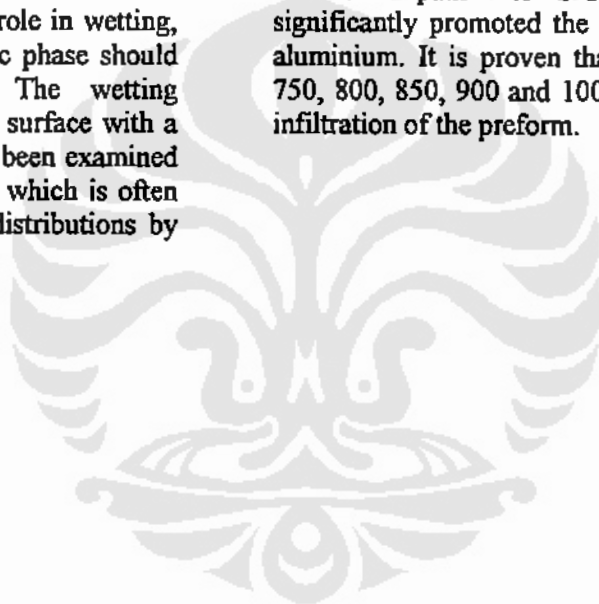 role in wetting,
c phase should
The wetting
surface with a
been examined
which is often
distributions by
significantly promoted the
aluminium. It is proven tha
750, 800, 850, 900 and 100
infiltration of the preform.